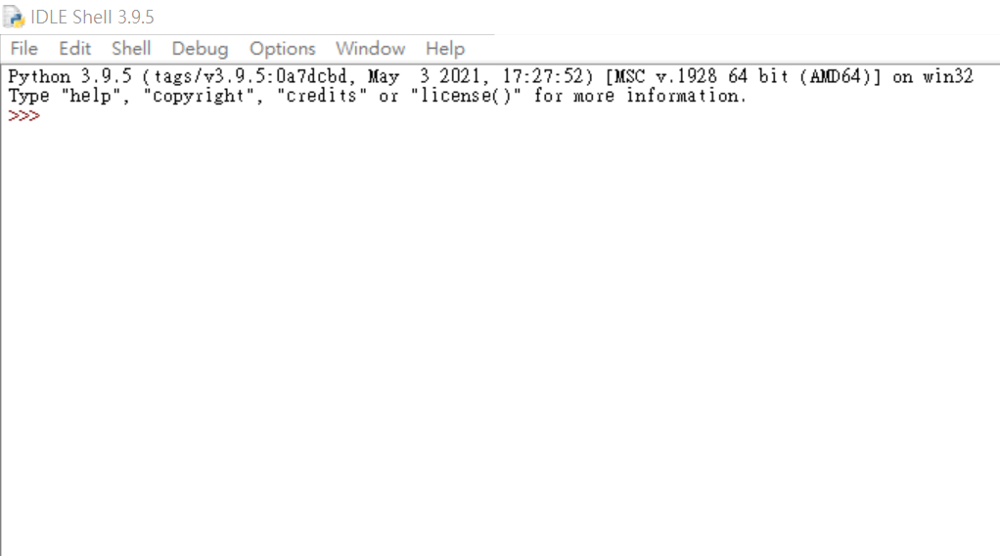 IDLE Shell 3.9.5
File Edit Shell Debug Options Window Help
Python 3.9.5 (tags/v3.9.5:0a7dcbd, May  3 2021, 17:27:52) [MSC v.1928 64 bit (AMD64)] on win32
Type "help", "copyright", "credits" or "license()" for more information.
>>>